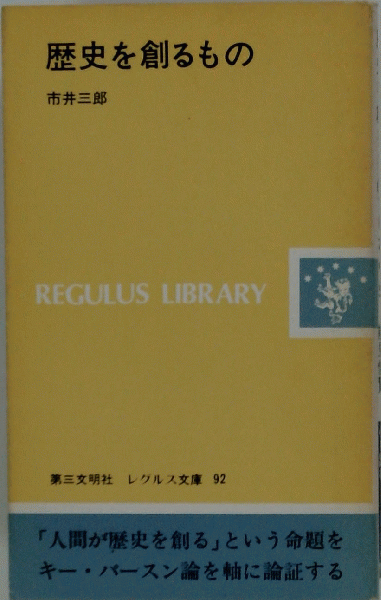 歴史を創るもの
市井三郎
REGULUS LIBRARY
第三文明社 レグルス文庫 92
「人間が歴史を創る」という命題を
キー・パースン論を軸に論証する